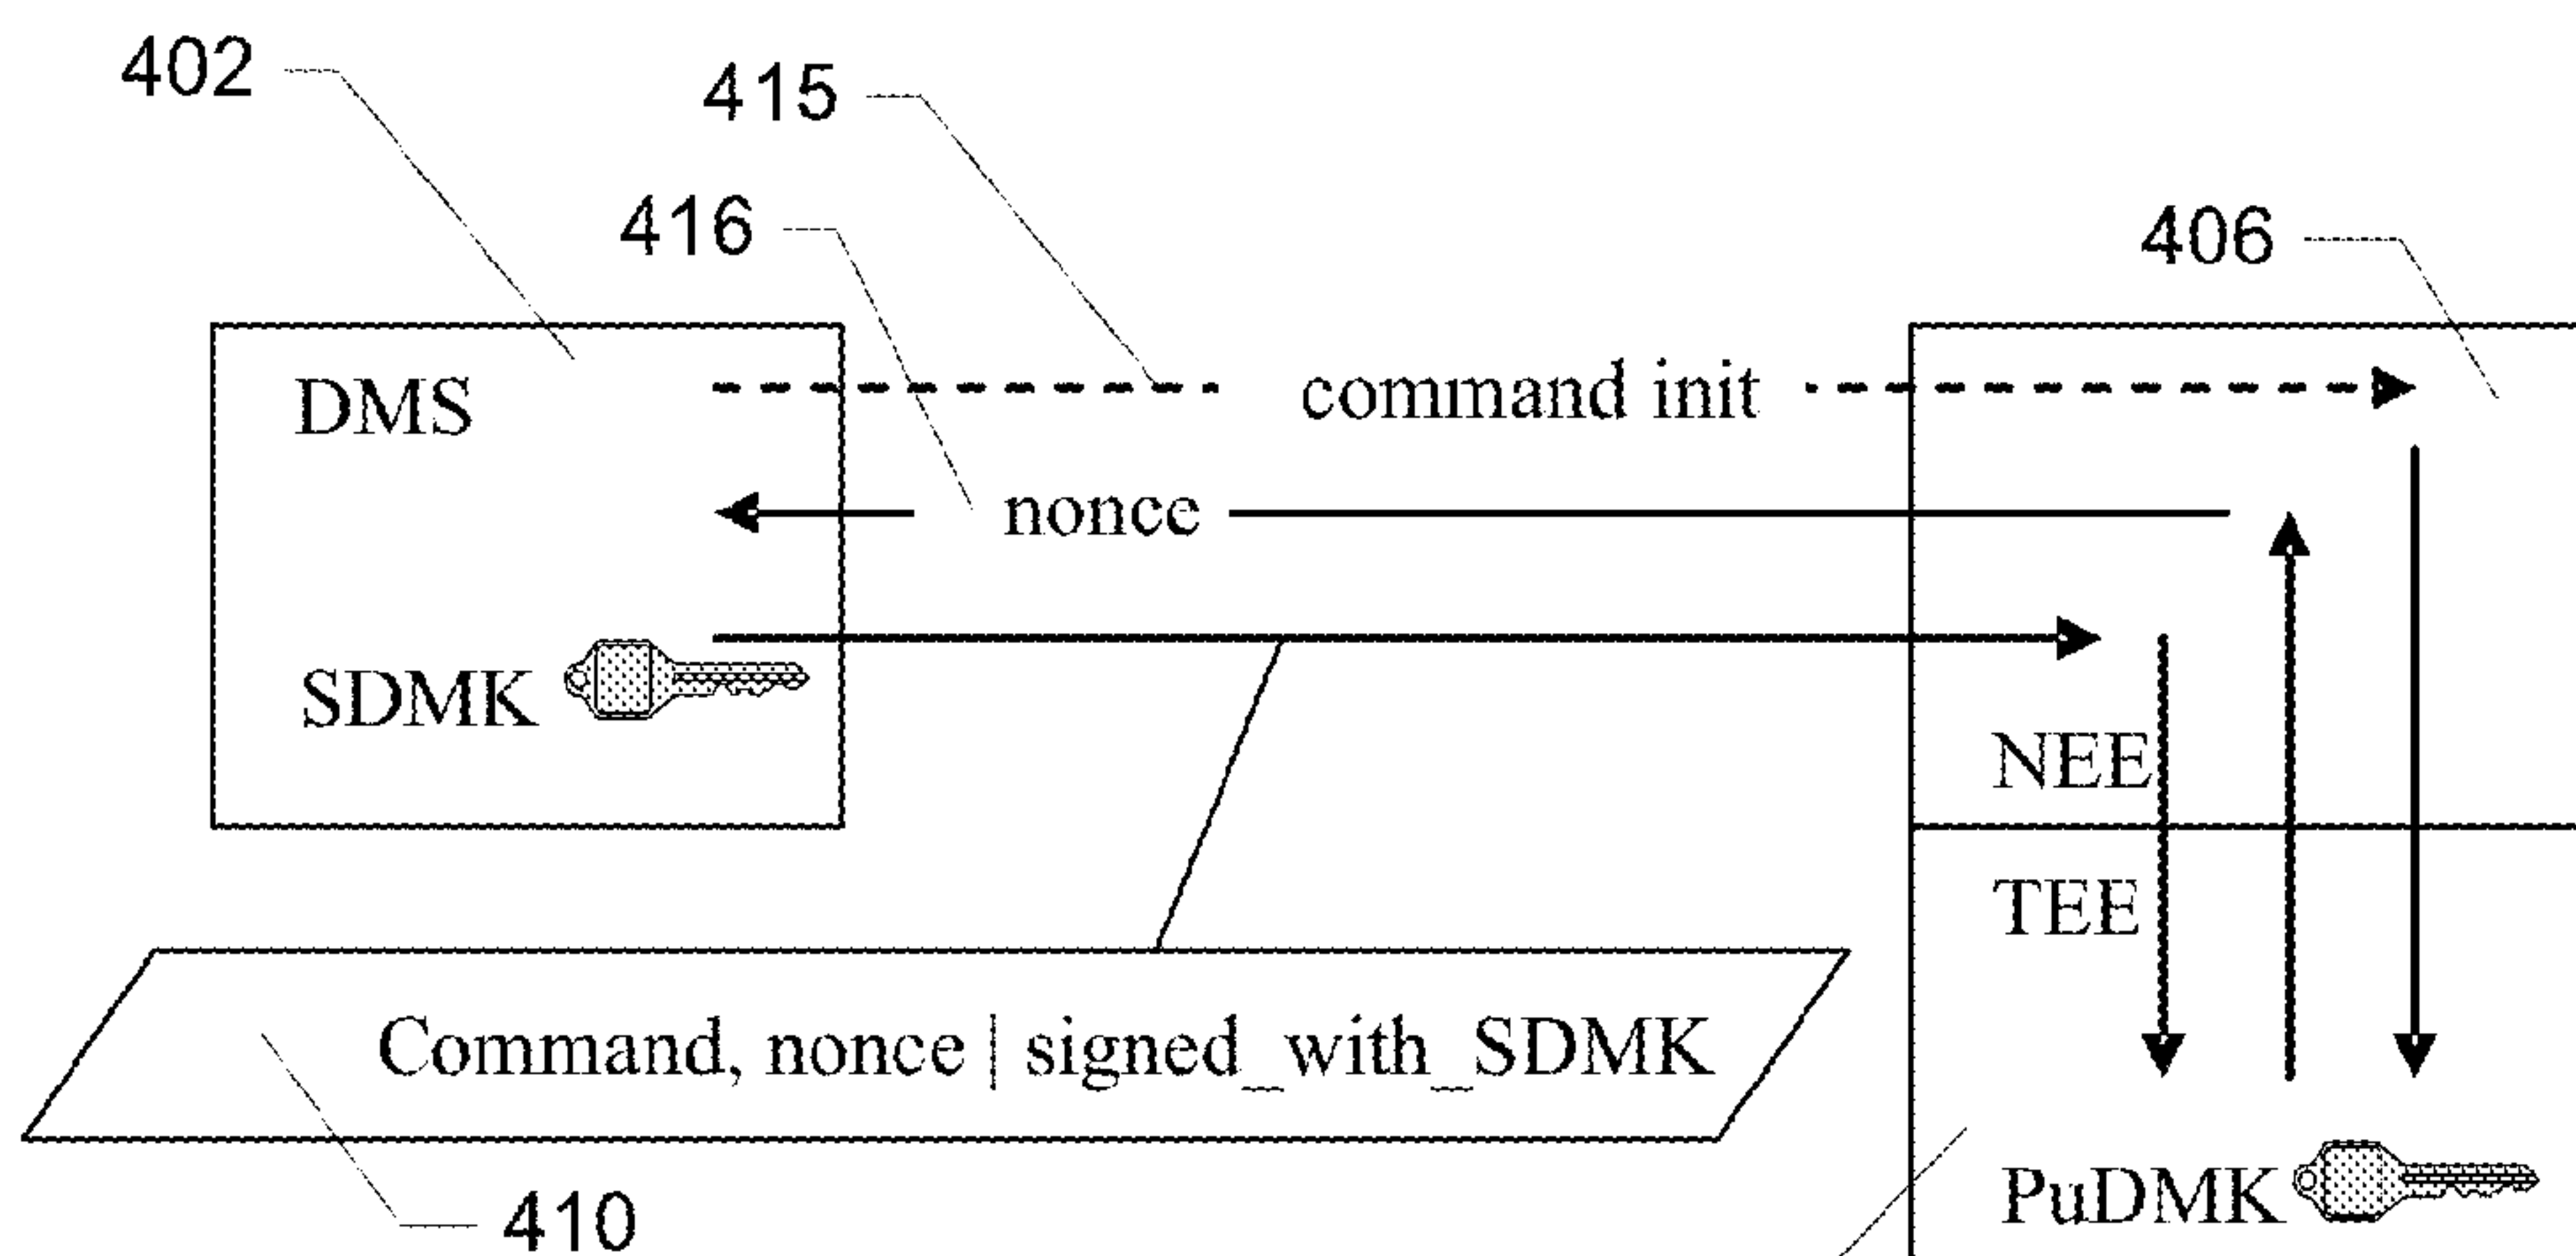 402
415
416
406
DMS
command init
nonce
SDMK
NEE
TEE
Command, nonce | signed_with_SDMK
PuDMK
410